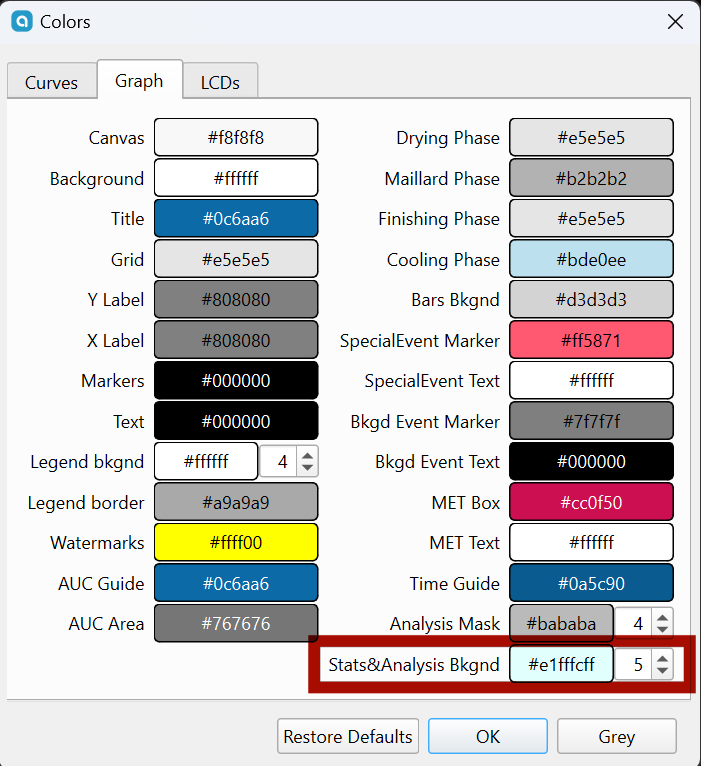 Colors
Curves Graph LCDs
Canvas #f8f8f8 Drying Phase #e5e5e5
Background #ffffff Maillard Phase #b2b2b2
Title #0c6aa6 Finishing Phase #e5e5e5
Grid #e5e5e5 Cooling Phase #bde0ee
Y Label #808080 Bars Bkgnd #d3d3d3
X Label #808080 SpecialEvent Marker #ff5871
Markers #000000 SpecialEvent Text #ffffff
Text #000000 Bkgd Event Marker #7f7f7f
Legend bkgnd #ffffff 4 Bkgd Event Text #000000
Legend border #a9a9a9 MET Box #cc0f50
Watermarks #ffff00 MET Text #ffffff
AUC Guide #0c6aa6 Time Guide #0a5c90
AUC Area #767676 Analysis Mask #bababa 4
Stats&Analysis Bkgnd #e1fffcff 5
Restore Defaults OK Grey